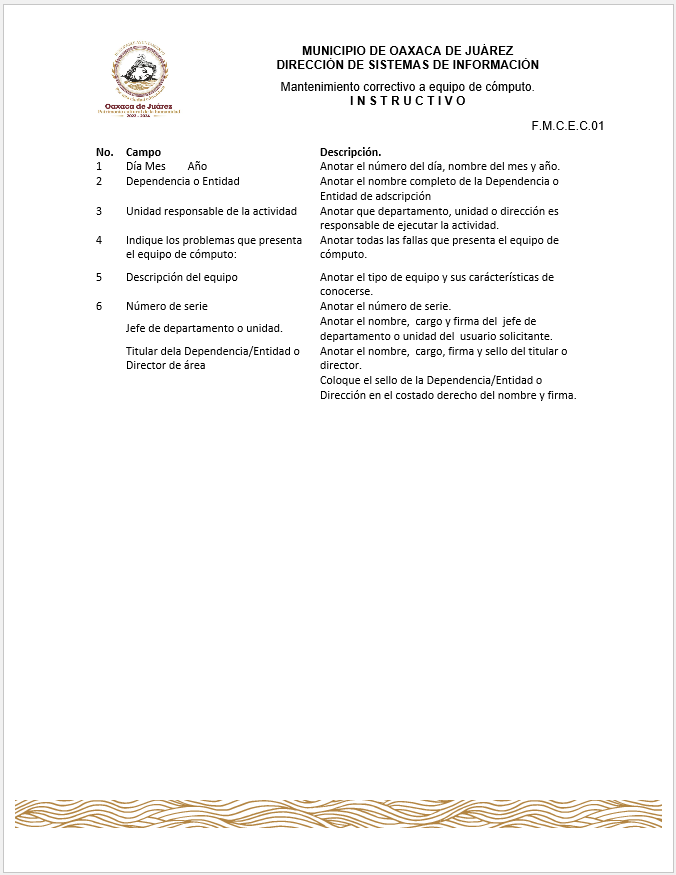 MUNICIPIO DE OAXACA DE JUÁREZ
DIRECCIÓN DE SISTEMAS DE INFORMACIÓN
Mantenimiento correctivo a equipo de cómputo.
I N S T R U C T I V O
Oaxaca de Juárez
2022 - 2024
F.M.C.E.C.01
No. Campo Descripción.
1 Día Mes Año Anotar el número del día, nombre del mes y año.
2 Dependencia o Entidad Anotar el nombre completo de la Dependencia o
Entidad de adscripción
3 Unidad responsable de la actividad Anotar que departamento, unidad o dirección es
responsable de ejecutar la actividad.
4 Indique los problemas que presenta Anotar todas las fallas que presenta el equipo de
el equipo de cómputo: cómputo.
5 Descripción del equipo Anotar el tipo de equipo y sus carácterísticas de
conocerse.
6 Número de serie Anotar el número de serie.
Jefe de departamento o unidad. Anotar el nombre, cargo y firma del jefe de
departamento o unidad del usuario solicitante.
Titular dela Dependencia/Entidad o Anotar el nombre, cargo, firma y sello del titular o
Director de área director.
Coloque el sello de la Dependencia/Entidad o
Dirección en el costado derecho del nombre y firma.